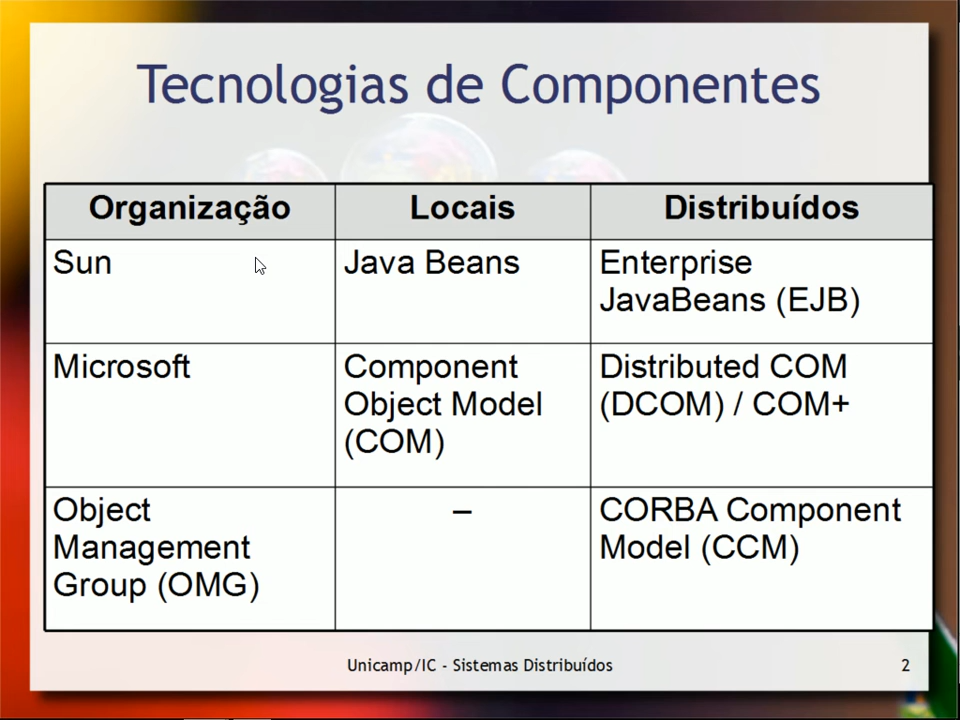 Tecnologias de Componentes
Organização Locais Distribuídos
Sun Java Beans Enterprise
JavaBeans (EJB)
Microsoft Component Distributed COM
Object Model (DCOM) / COM+
(COM)
Object – CORBA Component
Management Model (CCM)
Group (OMG)
Unicamp/IC - Sistemas Distribuídos 2